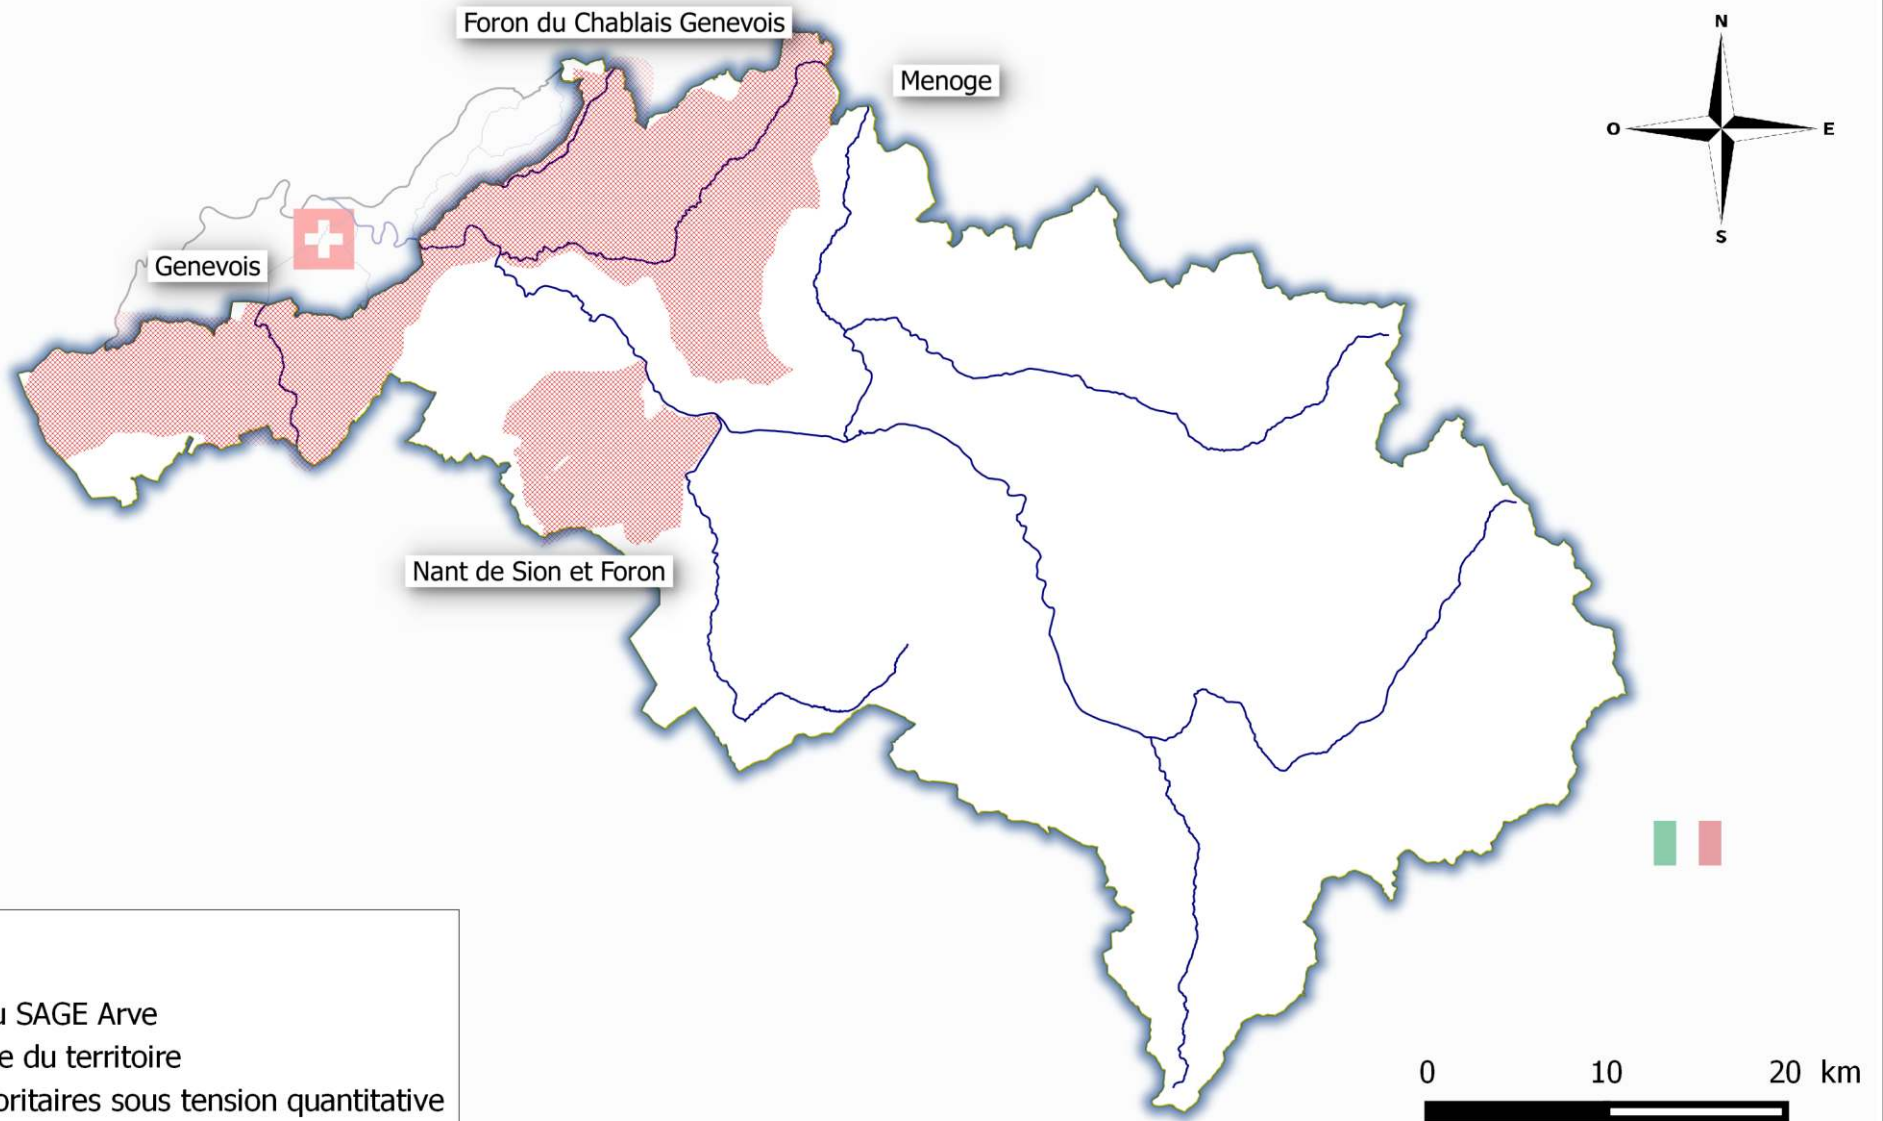 Foron du Chablais Genevois
N
Menoge
O
E
S
Genevois
Nant de Sion et Foron
SAGE Arve
du territoire
sous tension quantitative
0 10 20 km